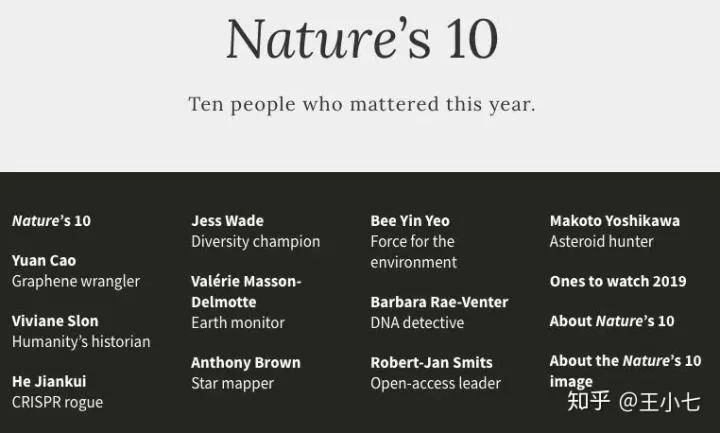 Nature's 10
Ten people who mattered this year.
Nature's 10
Yuan Cao
Graphene wrangler
Viviane Slon
Humanity's historian
He Jiankui
CRISPR rogue
Jess Wade
Diversity champion
Valérie Masson-
Delmotte
Earth monitor
Anthony Brown
Star mapper
Bee Yin Yeo
Force for the
environment
Barbara Rae-Venter
DNA detective
Robert-Jan Smits
Open-access leader
Makoto Yoshikawa
Asteroid hunter
Ones to watch 2019
About Nature's 10
About the Nature's 10
image
知乎 @王小七